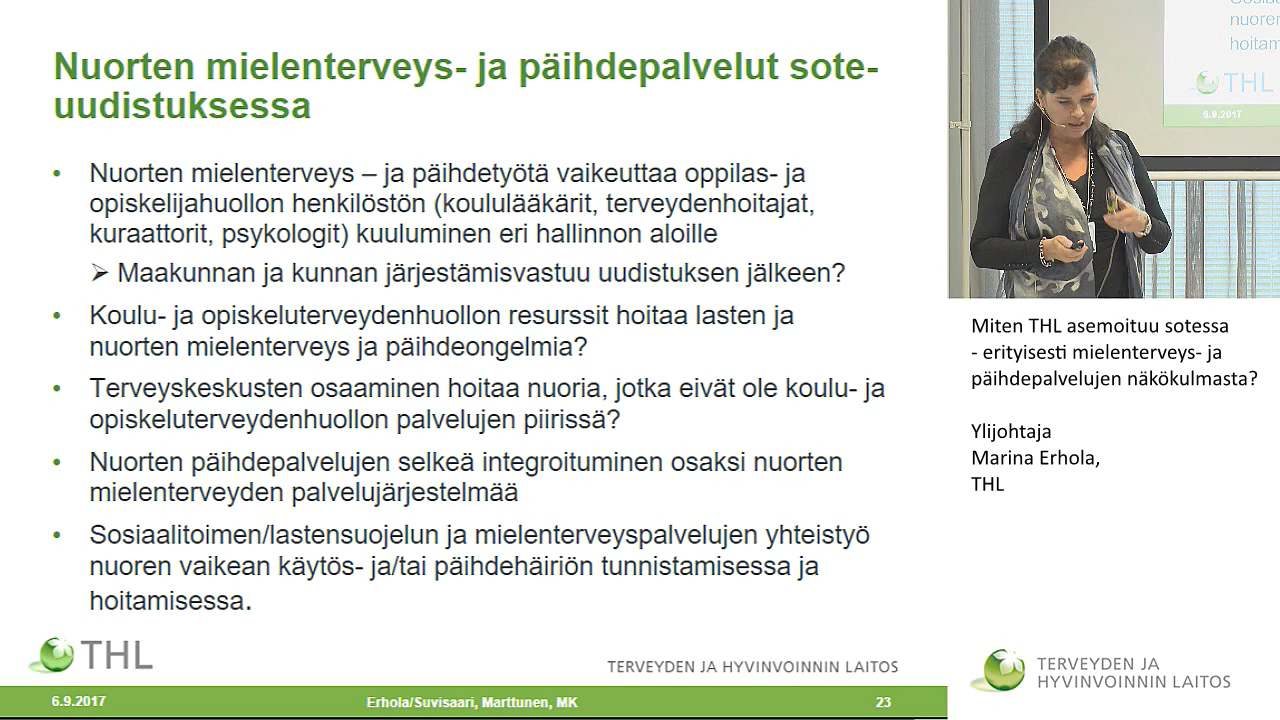 Nuorten mielenterveys- ja päihdepalvelut sote-
uudistuksessa
• Nuorten mielenterveys – ja päihdetyötä vaikeuttaa oppilas- ja
opiskelijahuollon henkilöstön (koululääkärit, terveydenhoitajat,
kuraattorit, psykologit) kuuluminen eri hallinnon aloille
➢ Maakunnan ja kunnan järjestämisvastuu uudistuksen jälkeen?
• Koulu- ja opiskeluterveydenhuollon resurssit hoitaa lasten ja
nuorten mielenterveys ja päihdeongelmia?
• Terveyskeskusten osaaminen hoitaa nuoria, jotka eivät ole koulu- ja
opiskeluterveydenhuollon palvelujen piirissä?
• Nuorten päihdepalvelujen selkeä integroituminen osaksi nuorten
mielenterveyden palvelujärjestelmää
• Sosiaalitoimen/lastensuojelun ja mielenterveyspalvelujen yhteistyö
nuoren vaikean käytös- ja/tai päihdehäiriön tunnistamisessa ja
hoitamisessa.
THL
TERVEYDEN JA HYVINVOINNIN LAITOS
6.9.2017
Erhola/Suvisaari, Marttunen, MK
23
nuoren
hoitam
THL
6.9.2017
Miten THL asemoituu sotessa
- erityisesti mielenterveys- ja
päihdepalvelujen näkökulmasta?
Ylijohtaja
Marina Erhola,
THL
TERVEYDEN JA
HYVINVOINNIN LAITOS